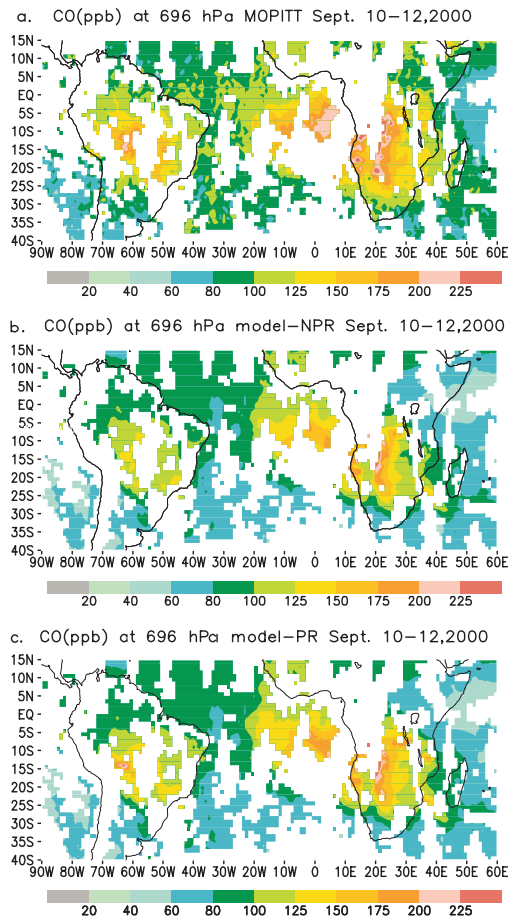 a. CO(ppb) at 696 hPa MOPITT Sept. 10−12,2000
15N
10N
5N
EQ
5S
10S
15S
20S
25S
30S
35S
40S
90W 80W 70W 60W 50W 40W 30W 20W 10W 0 10E 20E 30E 40E 50E 60E
20 40 60 80 100 125 150 175 200 225
b. CO(ppb) at 696 hPa model−NPR Sept. 10−12,2000
15N
10N
5N
EQ
5S
10S
15S
20S
25S
30S
35S
40S
90W 80W 70W 60W 50W 40W 30W 20W 10W 0 10E 20E 30E 40E 50E 60E
20 40 60 80 100 125 150 175 200 225
c. CO(ppb) at 696 hPa model−PR Sept. 10−12,2000
15N
10N
5N
EQ
5S
10S
15S
20S
25S
30S
35S
40S
90W 80W 70W 60W 50W 40W 30W 20W 10W 0 10E 20E 30E 40E 50E 60E
20 40 60 80 100 125 150 175 200 225